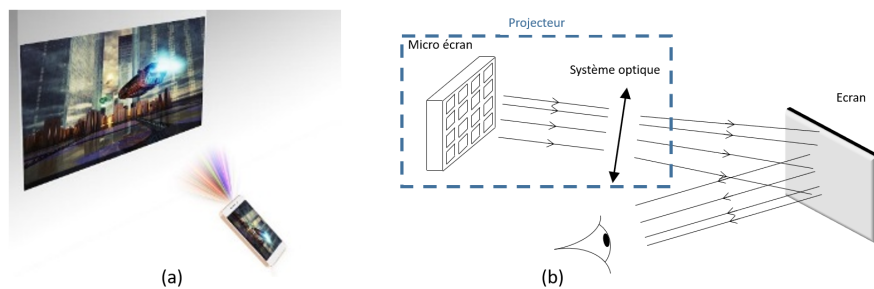 Projecteur
Micro écran
Système optique
Ecran
(a)
(b)